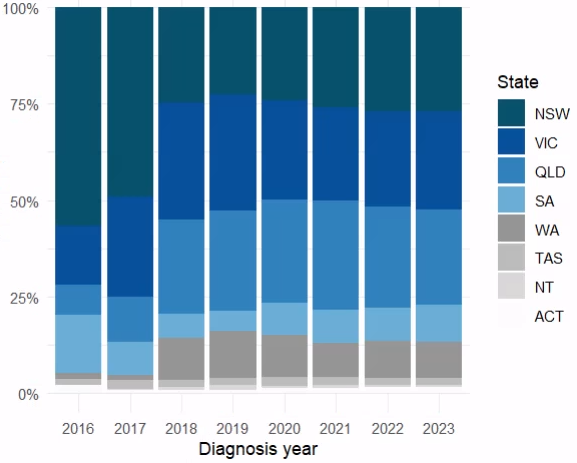 100%
75%
50%
25%
0%
2016 2017 2018 2019 2020 2021 2022 2023
Diagnosis year
State
NSW
VIC
QLD
SA
WA
TAS
NT
ACT